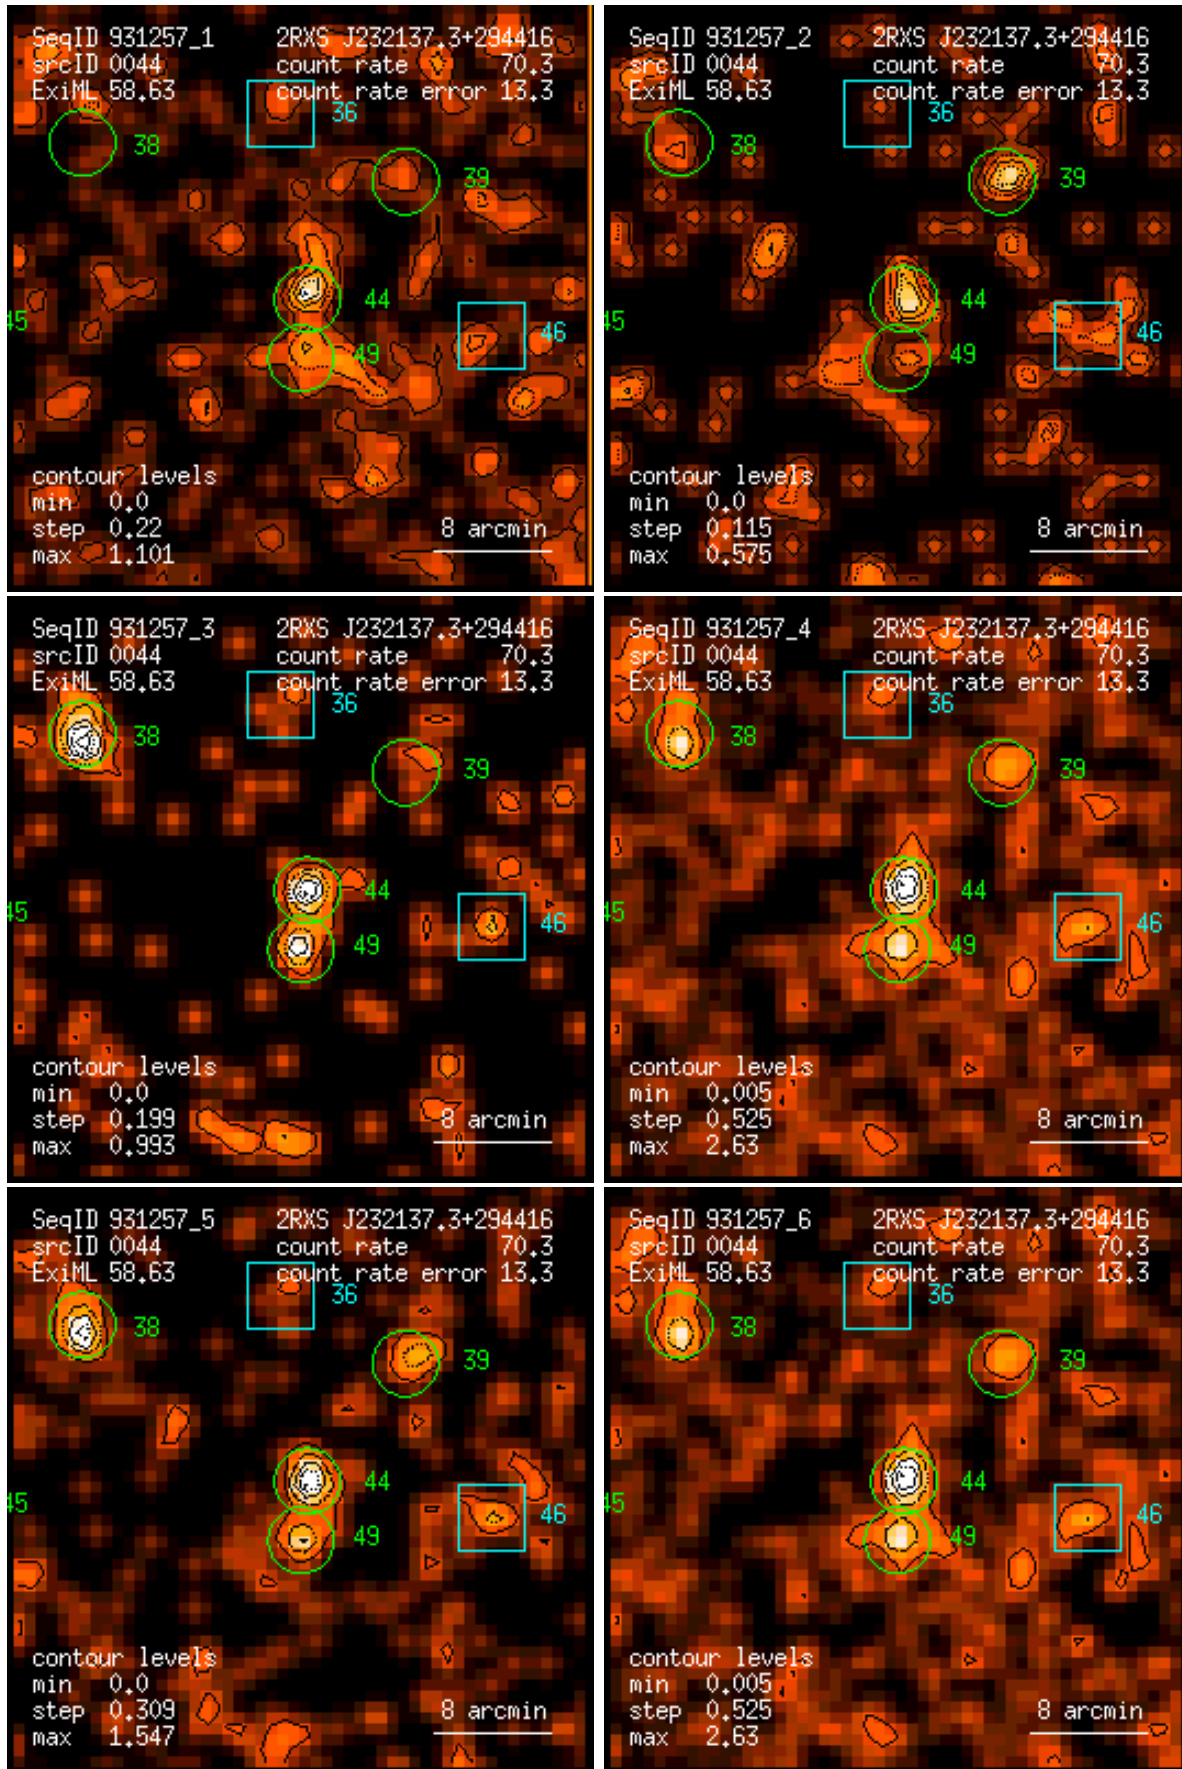 SeqID 931257_1 2RXS J232137.3+294416
srcID 0044 count rate 70.3
ExiML 58.63 count rate error 13.3
36
38
39
44
45
46
49
contour levels
min 0.0
step 0.22 8 arcmin
max 1.101
SeqID 931257_2 2RXS J232137.3+294416
srcID 0044 count rate 70.3
ExiML 58.63 count rate error 13.3
36
38
39
44
45
46
49
contour levels
min 0.0
step 0.115 8 arcmin
max 0.575
SeqID 931257_3 2RXS J232137.3+294416
srcID 0044 count rate 70.3
ExiML 58.63 count rate error 13.3
36
38
39
44
45
46
49
contour levels
min 0.0
step 0.199 8 arcmin
max 0.993
SeqID 931257_4 2RXS J232137.3+294416
srcID 0044 count rate 70.3
ExiML 58.63 count rate error 13.3
36
38
39
44
45
46
49
contour levels
min 0.005
step 0.525 8 arcmin
max 2.63
SeqID 931257_5 2RXS J232137.3+294416
srcID 0044 count rate 70.3
ExiML 58.63 count rate error 13.3
36
38
39
44
45
46
49
contour levels
min 0.0
step 0.309 8 arcmin
max 1.547
SeqID 931257_6 2RXS J232137.3+294416
srcID 0044 count rate 70.3
ExiML 58.63 count rate error 13.3
36
38
39
44
45
46
49
contour levels
min 0.005
step 0.525 8 arcmin
max 2.63